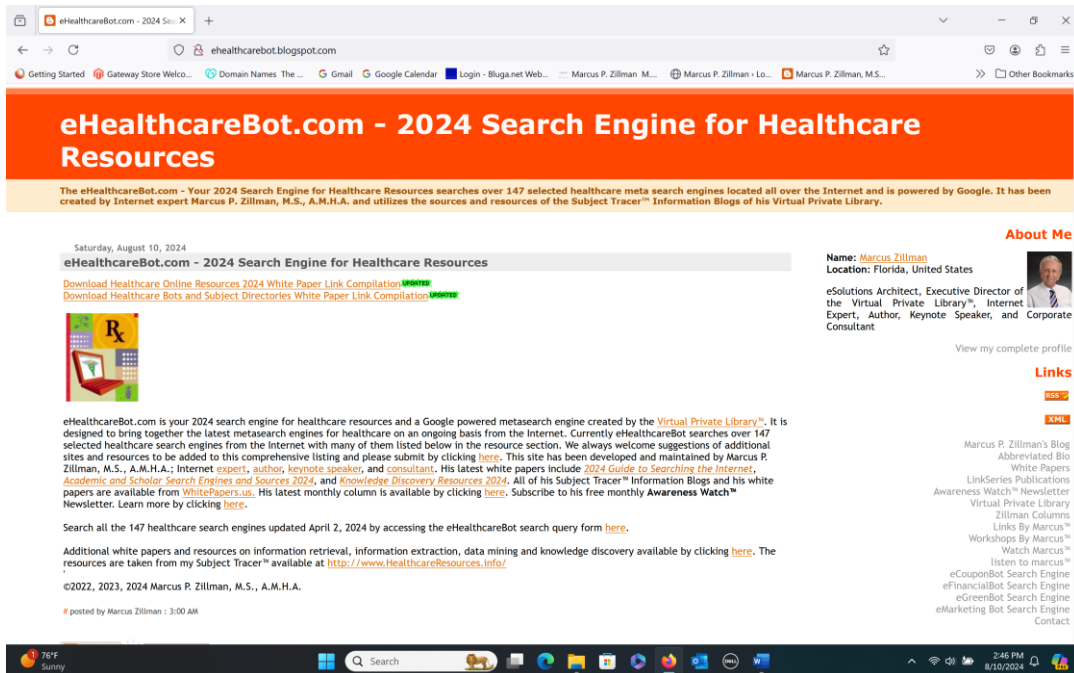 eHealthcareBot.com - 2024 Sea
ehealthcarebot.blogspot.com
Getting Started Gateway Store Welco... Domain Names The ... Gmail Google Calendar Login - Bluga.net Web... Marcus P. Zillman M.... Marcus P. Zillman ‹ Lo... Marcus P. Zillman, M.S... Other Bookmarks
eHealthcareBot.com - 2024 Search Engine for Healthcare
Resources
The eHealthcareBot.com - Your 2024 Search Engine for Healthcare Resources searches over 147 selected healthcare meta search engines located all over the Internet and is powered by Google. It has been
created by Internet expert Marcus P. Zillman, M.S., A.M.H.A. and utilizes the sources and resources of the Subject Tracer™ Information Blogs of his Virtual Private Library.
Saturday, August 10, 2024
eHealthcareBot.com - 2024 Search Engine for Healthcare Resources
Download Healthcare Online Resources 2024 White Paper Link Compilation UPDATED
Download Healthcare Bots and Subject Directories White Paper Link Compilation UPDATED
Rx
eHealthcareBot.com is your 2024 search engine for healthcare resources and a Google powered metasearch engine created by the Virtual Private Library™. It is
designed to bring together the latest metasearch engines for healthcare on an ongoing basis from the Internet. Currently eHealthcareBot searches over 147
selected healthcare search engines from the Internet with many of them listed below in the resource section. We always welcome suggestions of additional
sites and resources to be added to this comprehensive listing and please submit by clicking here. This site has been developed and maintained by Marcus P.
Zillman, M.S., A.M.H.A.; Internet expert, author, keynote speaker, and consultant. His latest white papers include 2024 Guide to Searching the Internet,
Academic and Scholar Search Engines and Sources 2024, and Knowledge Discovery Resources 2024. All of his Subject Tracer™ Information Blogs and his white
papers are available from WhitePapers.us. His latest monthly column is available by clicking here. Subscribe to his free monthly Awareness Watch™
Newsletter. Learn more by clicking here.
Search all the 147 healthcare search engines updated April 2, 2024 by accessing the eHealthcareBot search query form here.
Additional white papers and resources on information retrieval, information extraction, data mining and knowledge discovery available by clicking here. The
resources are taken from my Subject Tracer™ available at http://www.HealthcareResources.info/
©2022, 2023, 2024 Marcus P. Zillman, M.S., A.M.H.A.
# posted by Marcus Zillman : 3:00 AM
About Me
Name: Marcus Zillman
Location: Florida, United States
eSolutions Architect, Executive Director of
the Virtual Private Library™, Internet
Expert, Author, Keynote Speaker, and Corporate
Consultant
View my complete profile
Links
RSS
XML
Marcus P. Zillman's Blog
Abbreviated Bio
White Papers
LinkSeries Publications
Awareness Watch™ Newsletter
Virtual Private Library
Zillman Columns
Links By Marcus™
Workshops By Marcus™
Watch Marcus™
listen to marcus™
eCouponBot Search Engine
eFinancialBot Search Engine
eGreenBot Search Engine
eMarketing Bot Search Engine
Contact
1
76°F
Sunny
Search
DELL
2:46 PM
8/10/2024